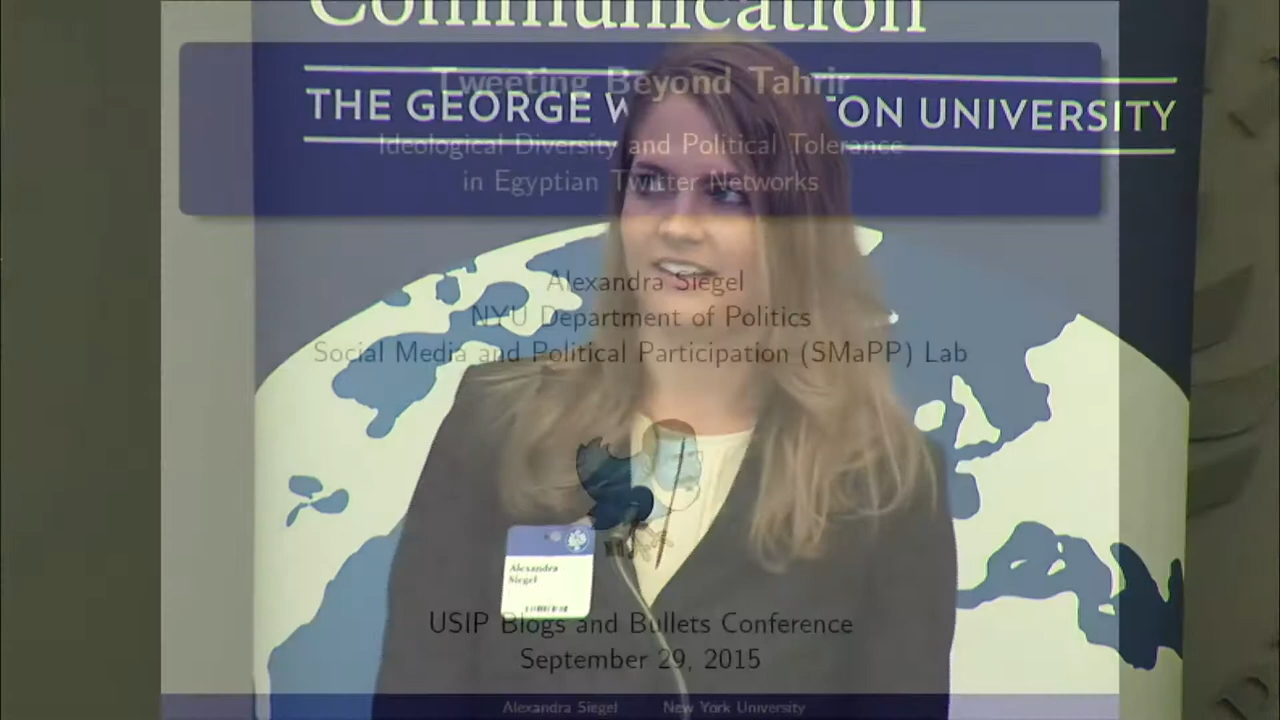 Communication
Tweeting Beyond Tahrir
THE GEORGE W TON UNIVERSITY
Ideological Diversity and Political Tolerance
in Egyptian Twitter Networks
Alexandra Siegel
NYU Department of Politics
Social Media and Political Participation (SMaPP) Lab
Alexandra
Siegel
USIP Blogs and Bullets Conference
September 29, 2015
Alexandra Siegel New York University